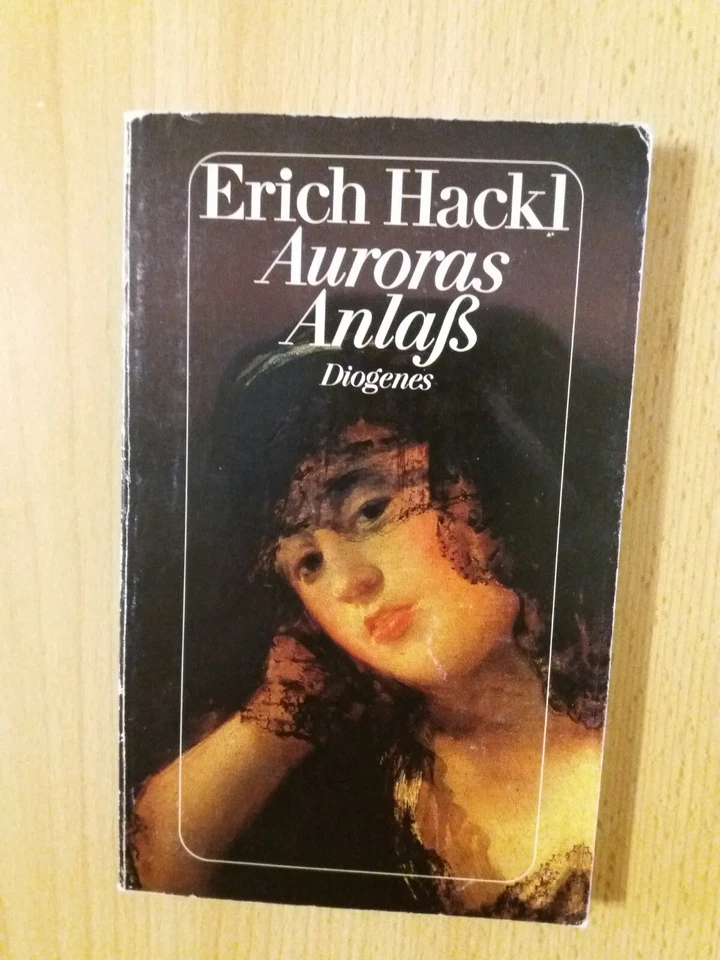 Erich Hackl
Auroras
Anlaß
Diogenes